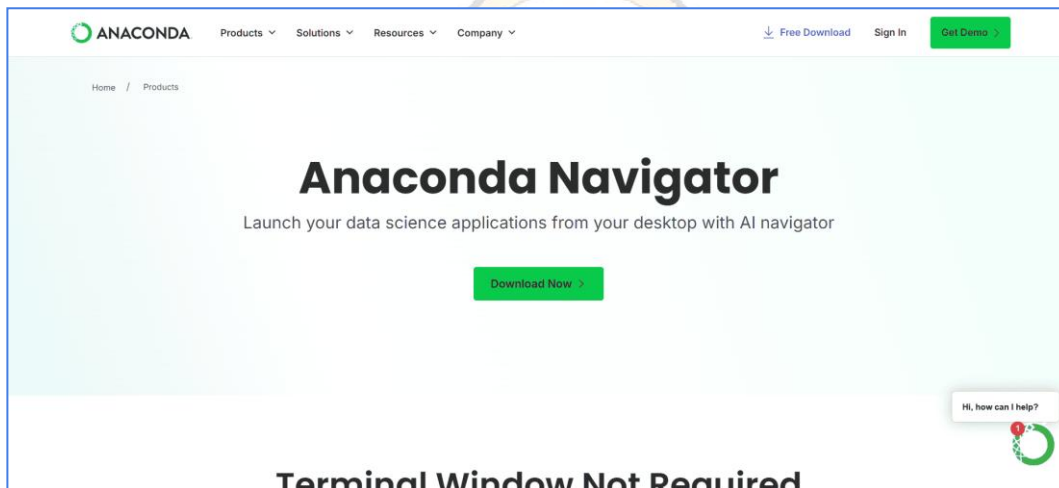 ANACONDA Products Solutions Resources Company Free Download Sign In Get Demo
Home / Products
Anaconda Navigator
Launch your data science applications from your desktop with AI navigator
Download Now
Hi, how can I help?
1
Terminal Window Not Required